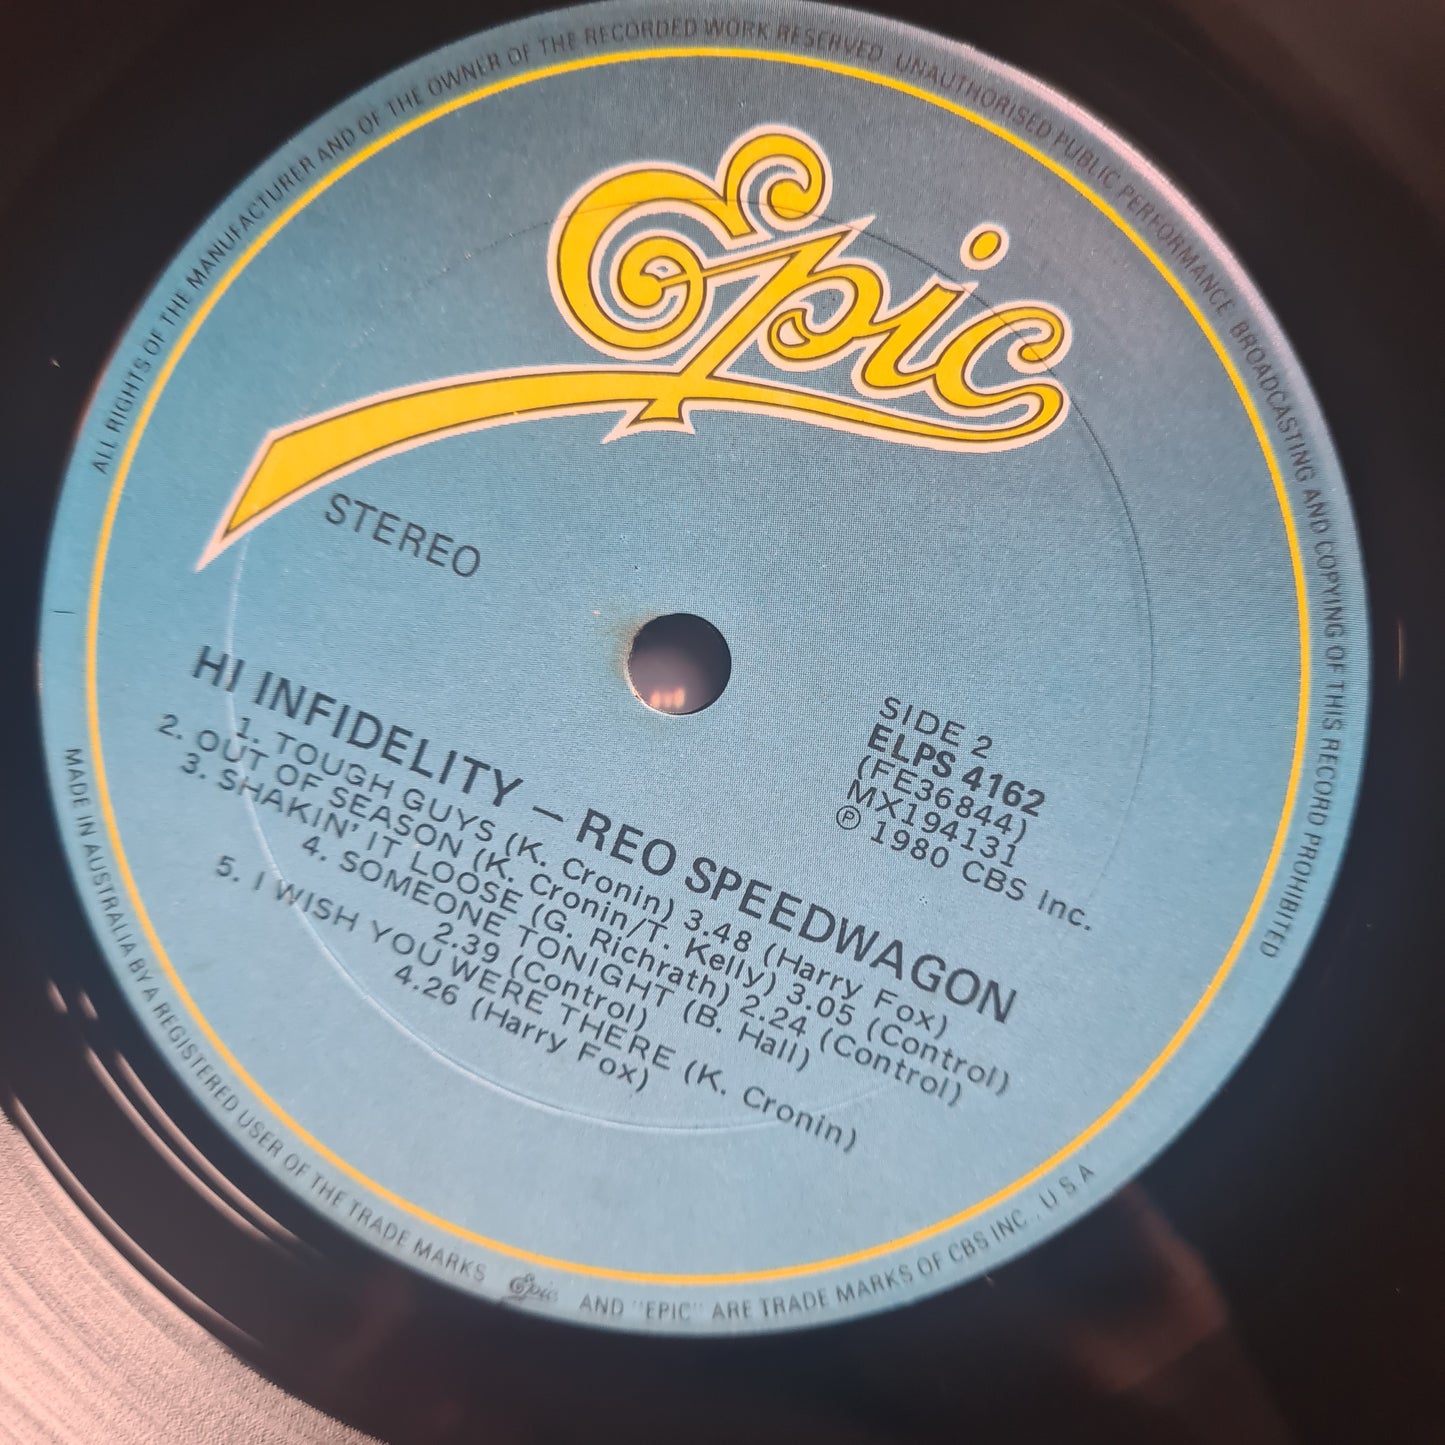 ALL RIGHTS OF THE MANUFACTURER AND OF THE OWNER OF THE RECORDED WORK RESERVED UNAUTHORISED PUBLIC PERFORMANCE BROADCASTING AND COPYING OF THIS RECORD PROHIBITED
Epic
STEREO
SIDE 2
ELPS 4162
(FE36844)
MX194131
℗ 1980 CBS Inc.
HI INFIDELITY – REO SPEEDWAGON
1. TOUGH GUYS (K. Cronin) 3.48 (Harry Fox)
2. OUT OF SEASON (K. Cronin/T. Kelly) 3.05 (Control)
3. SHAKIN' IT LOOSE (G. Richrath) 2.24 (Control)
4. SOMEONE TONIGHT (B. Hall)
2.39 (Control)
5. I WISH YOU WERE THERE (K. Cronin)
4.26 (Harry Fox)
MADE IN AUSTRALIA BY A REGISTERED USER OF THE TRADE MARKS Epic AND "EPIC" ARE TRADE MARKS OF CBS INC. U S A